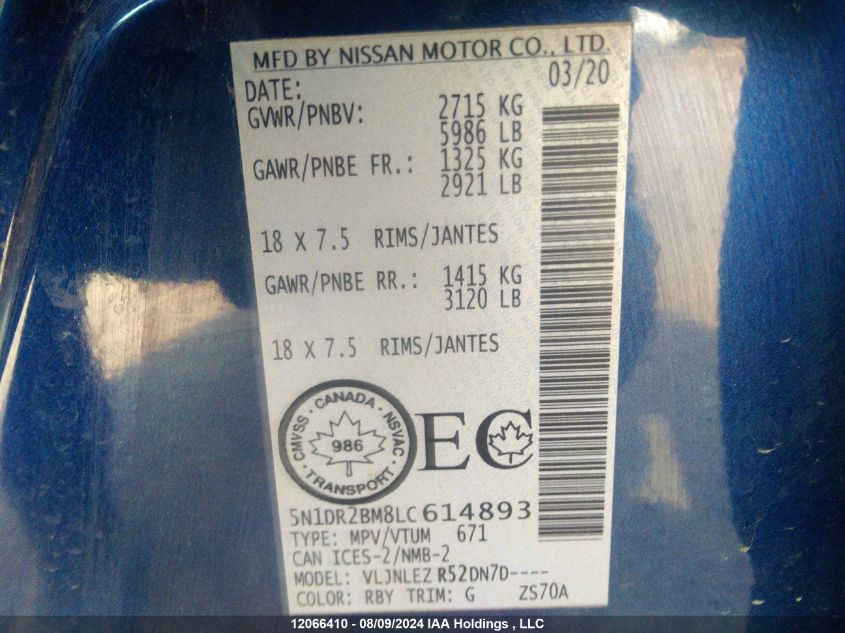 MFD BY NISSAN MOTOR CO., LTD.
DATE: 03/20
GVWR/PNBV: 2715 KG
5986 LB
GAWR/PNBE FR.: 1325 KG
2921 LB
18 X 7.5 RIMS/JANTES
GAWR/PNBE RR.: 1415 KG
3120 LB
18 X 7.5 RIMS/JANTES
CMVSS · CANADA · NSVAC · TRANSPORT ·
986
EC
5N1DR2BM8LC614893
TYPE: MPV/VTUM 671
CAN ICES-2/NMB-2
MODEL: VLJNLEZ R52DN7D----
COLOR: RBY TRIM: G ZS70A
12066410 - 08/09/2024 IAA Holdings , LLC